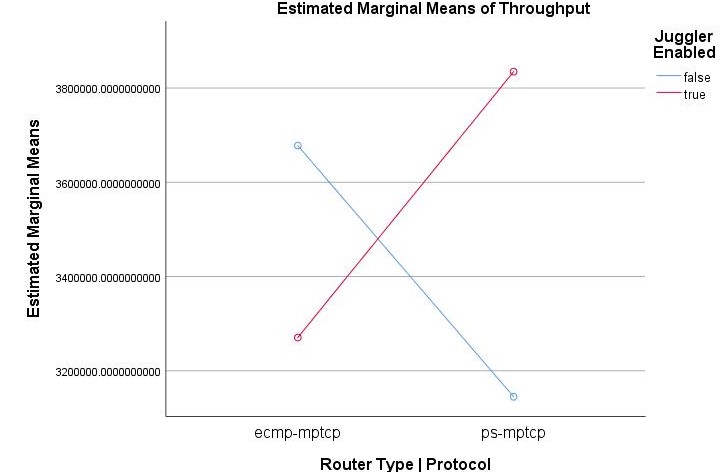 Estimated Marginal Means of Throughput
Juggler
Enabled
false
true
Estimated Marginal Means
3800000.0000000000
3600000.0000000000
3400000.0000000000
3200000.0000000000
ecmp-mptcp
ps-mptcp
Router Type | Protocol